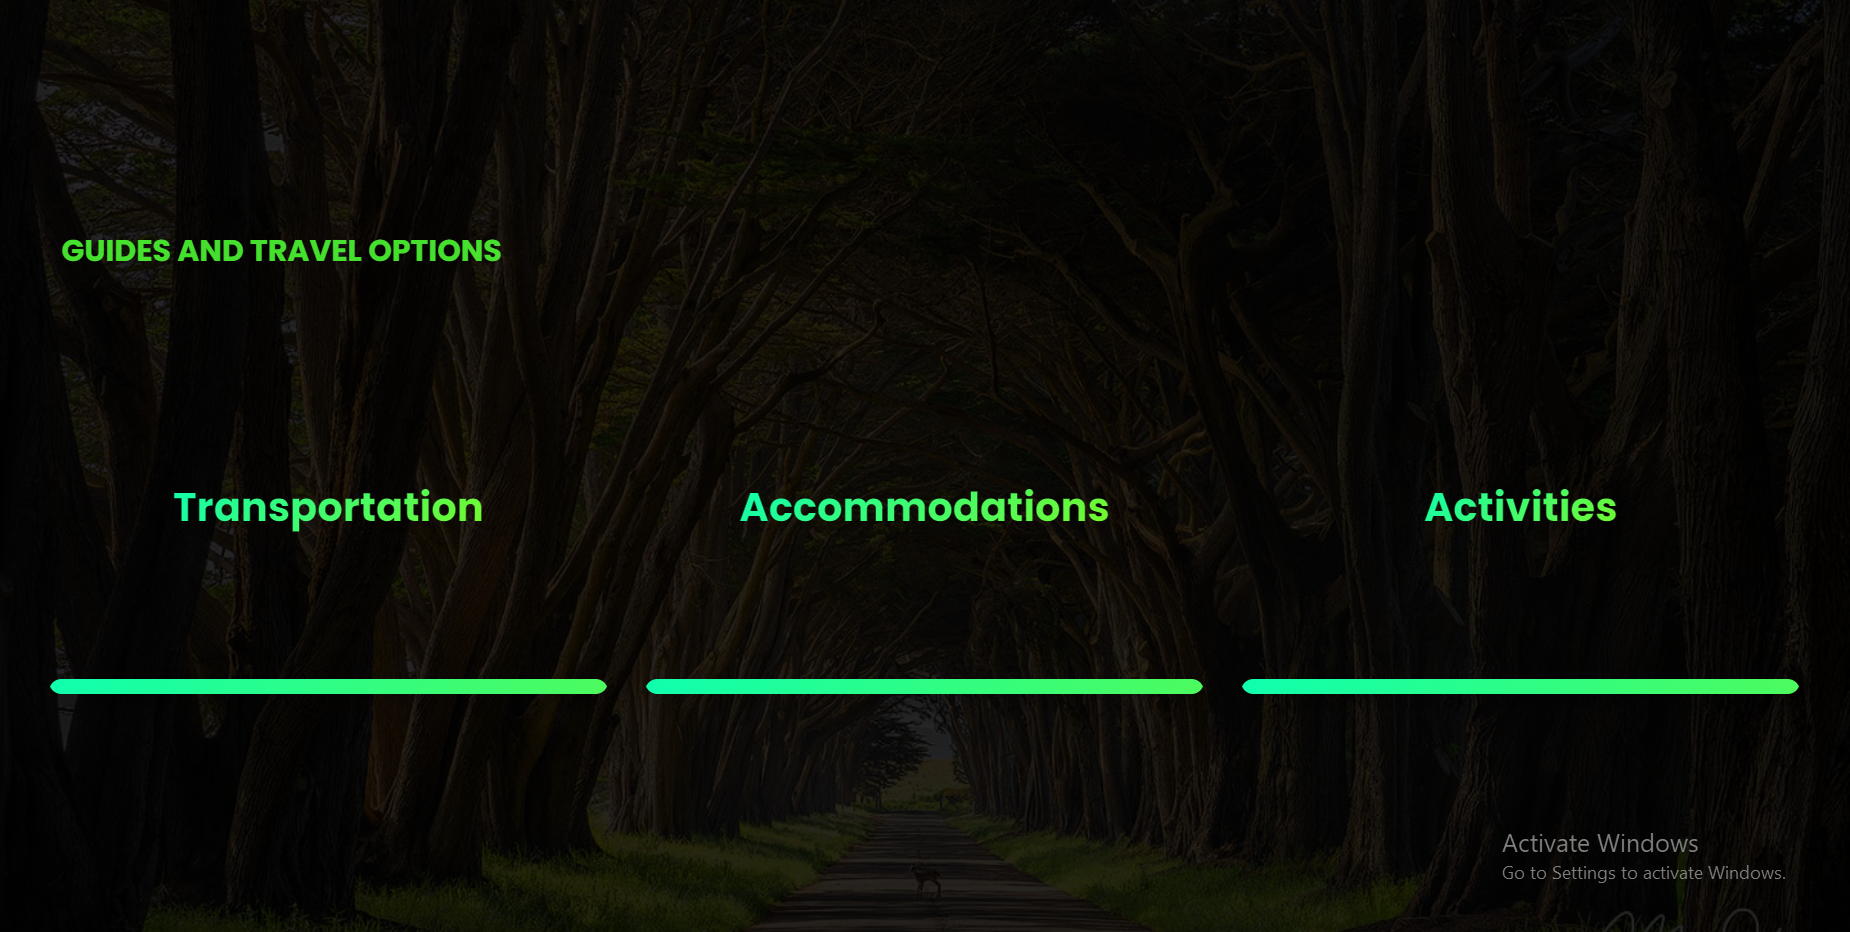 GUIDES AND TRAVEL OPTIONS
Transportation
Accommodations
Activities
Activate Windows
Go to Settings to activate Windows.